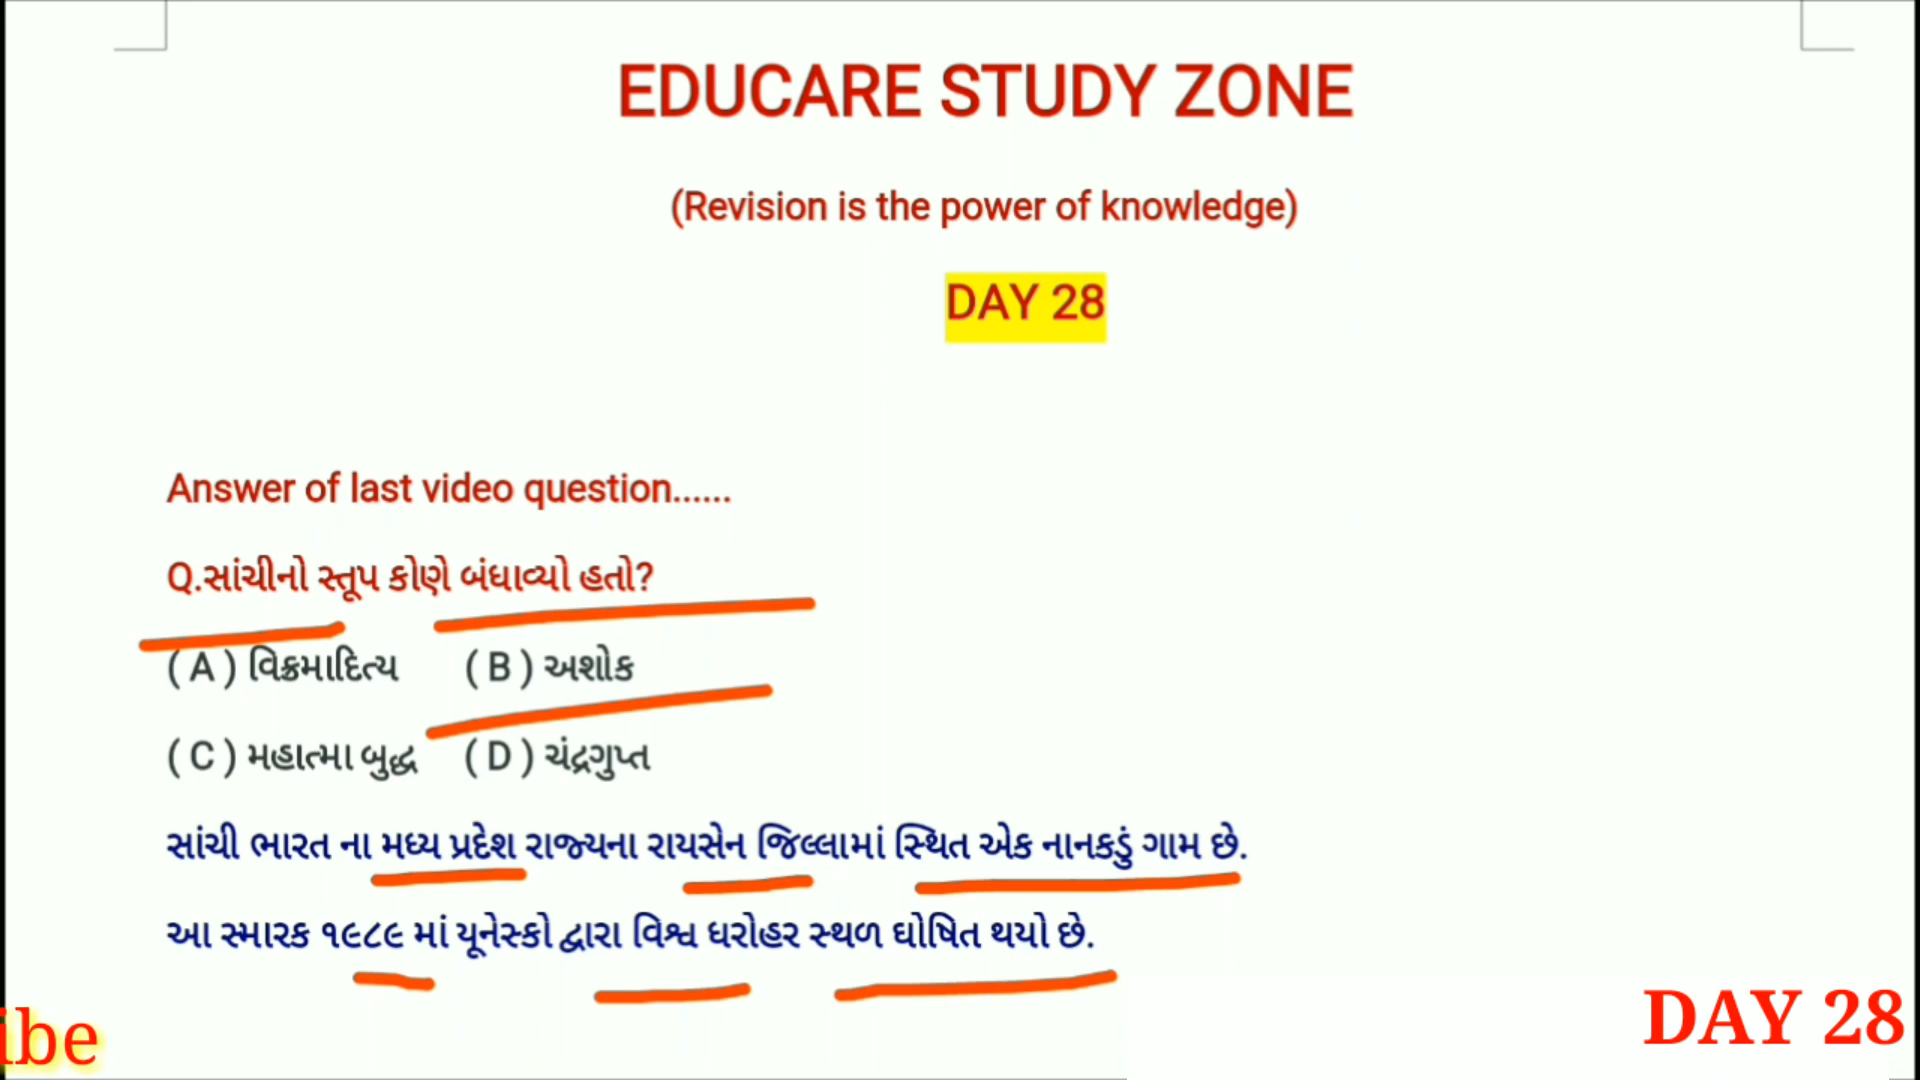 EDUCARE STUDY ZONE
(Revision is the power of knowledge)
DAY 28
Answer of last video question......
Q.સાંચીનો સ્તૂપ કોણે બંધાવ્યો હતો?
( A ) વિક્રમાદિત્ય ( B ) અશોક
( C ) મહાત્મા બુદ્ધ ( D ) ચંદ્રગુપ્ત
સાંચી ભારત ના મધ્ય પ્રદેશ રાજ્યના રાયસેન જિલ્લામાં સ્થિત એક નાનકડું ગામ છે.
આ સ્મારક ૧૯૮૯ માં યૂનેસ્કો દ્વારા વિશ્વ ધરોહર સ્થળ ઘોષિત થયો છે.
ibe
DAY 28